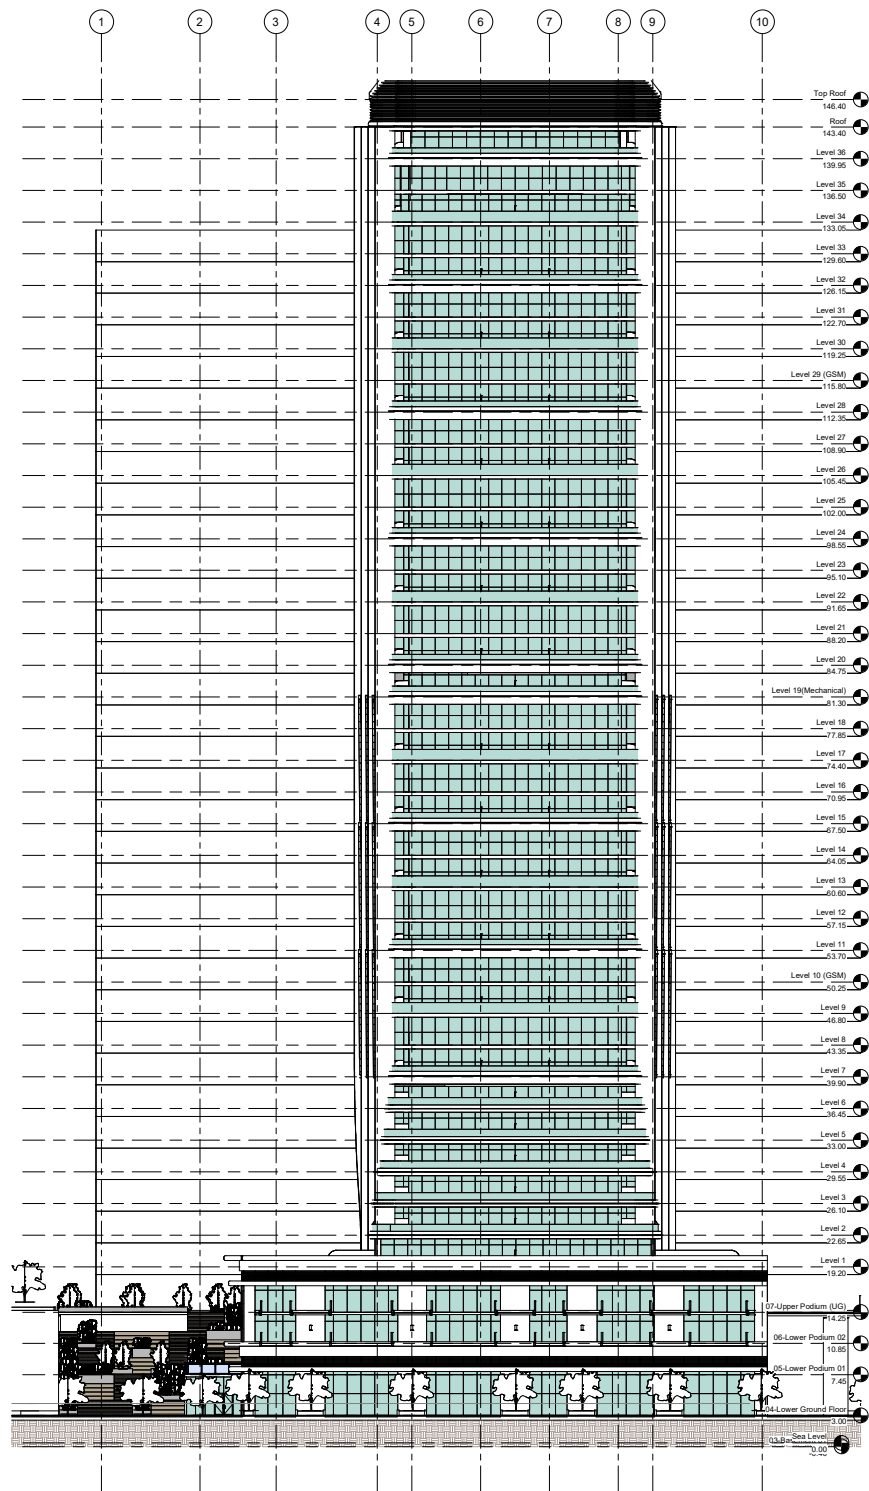 1 2 3 4 5 6 7 8 9 10
Top Roof
146.40
Roof
143.40
Level 36
139.95
Level 35
136.50
Level 34
133.05
Level 33
129.60
Level 32
126.15
Level 31
122.70
Level 30
119.25
Level 29 (GSM)
115.80
Level 28
112.35
Level 27
108.90
Level 26
105.45
Level 25
102.00
Level 24
98.55
Level 23
95.10
Level 22
91.65
Level 21
88.20
Level 20
84.75
Level 19(Mechanical)
81.30
Level 18
77.85
Level 17
74.40
Level 16
70.95
Level 15
67.50
Level 14
64.05
Level 13
60.60
Level 12
57.15
Level 11
53.70
Level 10 (GSM)
50.25
Level 9
46.80
Level 8
43.35
Level 7
39.90
Level 6
36.45
Level 5
33.00
Level 4
29.55
Level 3
26.10
Level 2
22.65
Level 1
19.20
07-Upper Podium (UG)
14.25
06-Lower Podium 02
10.85
05-Lower Podium 01
7.45
04-Lower Ground Floor
3.00
Sea Level
0.00